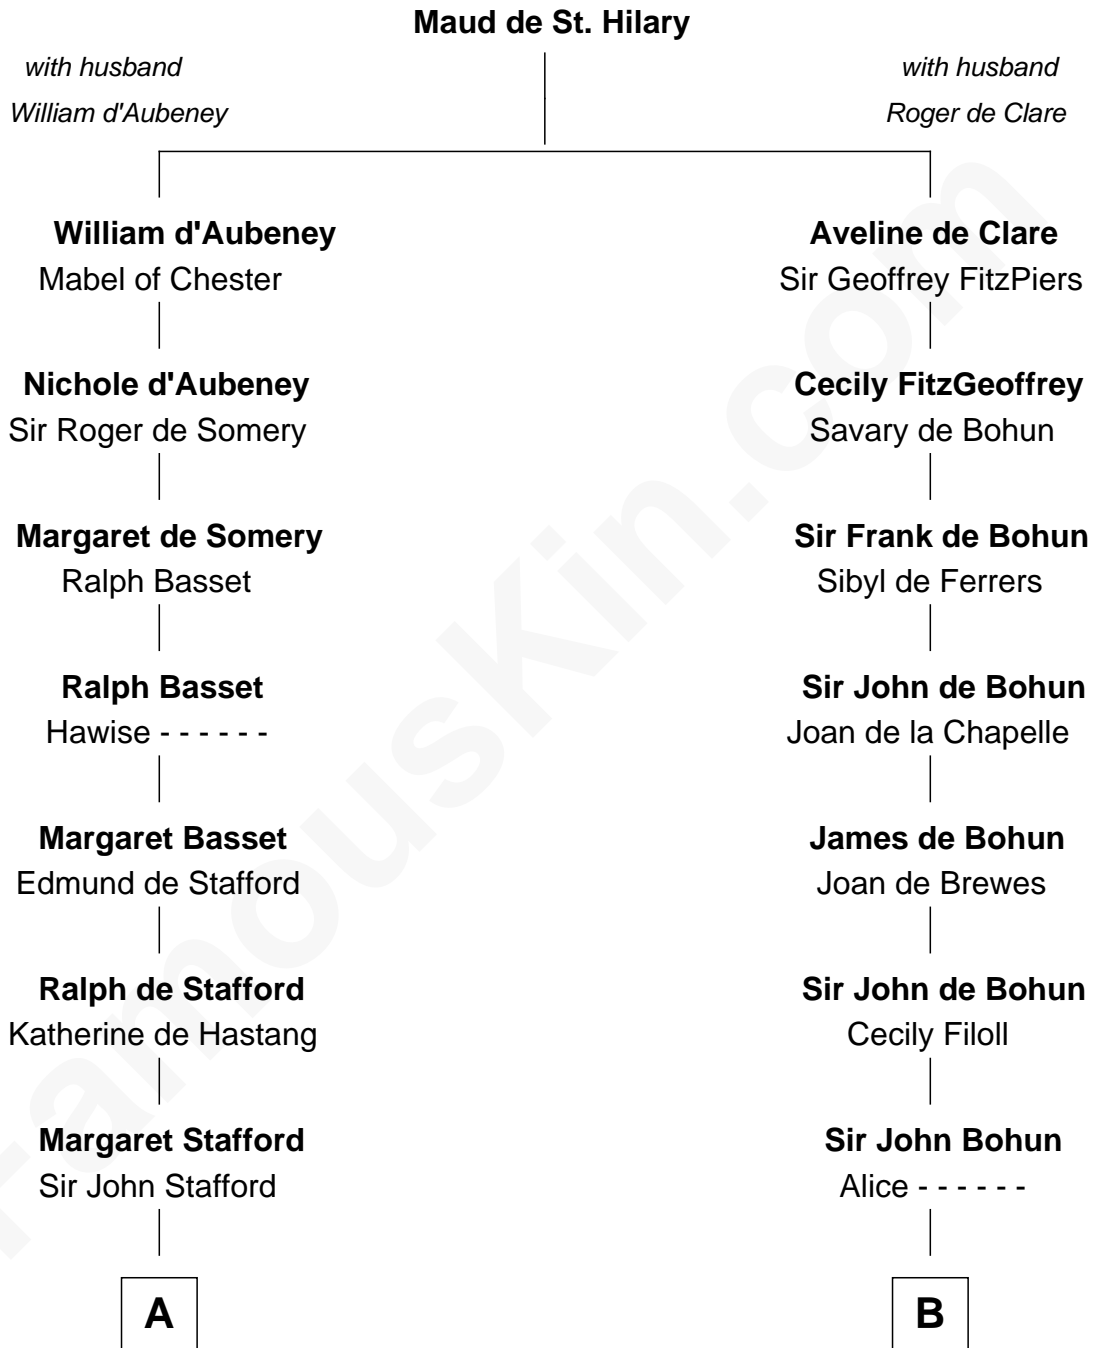 Maud de St. Hilary
with husband
William d'Aubeney
with husband
Roger de Clare
William d'Aubeney
Mabel of Chester
Aveline de Clare
Sir Geoffrey FitzPiers
Nichole d'Aubeney
Sir Roger de Somery
Cecily FitzGeoffrey
Savary de Bohun
Margaret de Somery
Ralph Basset
Sir Frank de Bohun
Sibyl de Ferrers
Ralph Basset
Hawise - - - - - -
Sir John de Bohun
Joan de la Chapelle
Margaret Basset
Edmund de Stafford
James de Bohun
Joan de Brewes
Ralph de Stafford
Katherine de Hastang
Sir John de Bohun
Cecily Filoll
Margaret Stafford
Sir John Stafford
Sir John Bohun
Alice - - - - - -
A
B
FamousKin.com